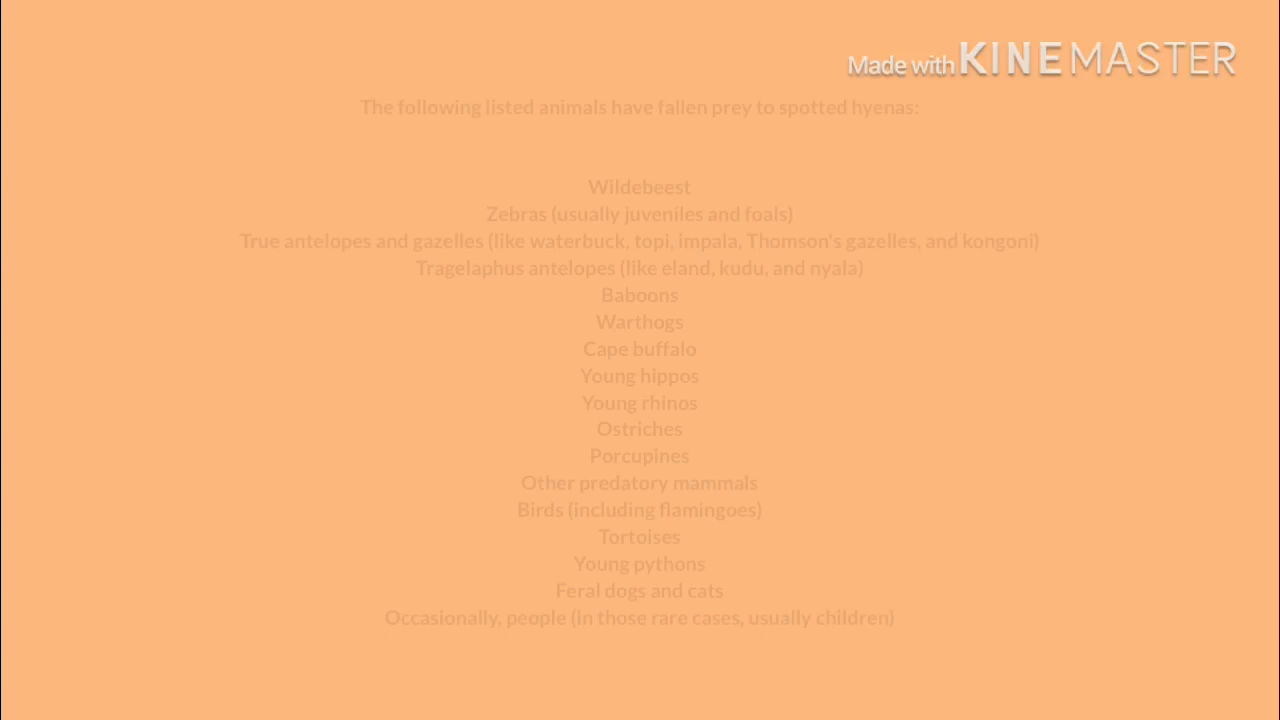 Made with KINEMASTER
The following listed animals have fallen prey to spotted hyenas:
Wildebeest
Zebras (usually juveniles and foals)
True antelopes and gazelles (like waterbuck, topi, impala, Thomson's gazelles, and kongoni)
Tragelaphus antelopes (like eland, kudu, and nyala)
Baboons
Warthogs
Cape buffalo
Young hippos
Young rhinos
Ostriches
Porcupines
Other predatory mammals
Birds (including flamingoes)
Tortoises
Young pythons
Feral dogs and cats
Occasionally, people (in those rare cases, usually children)